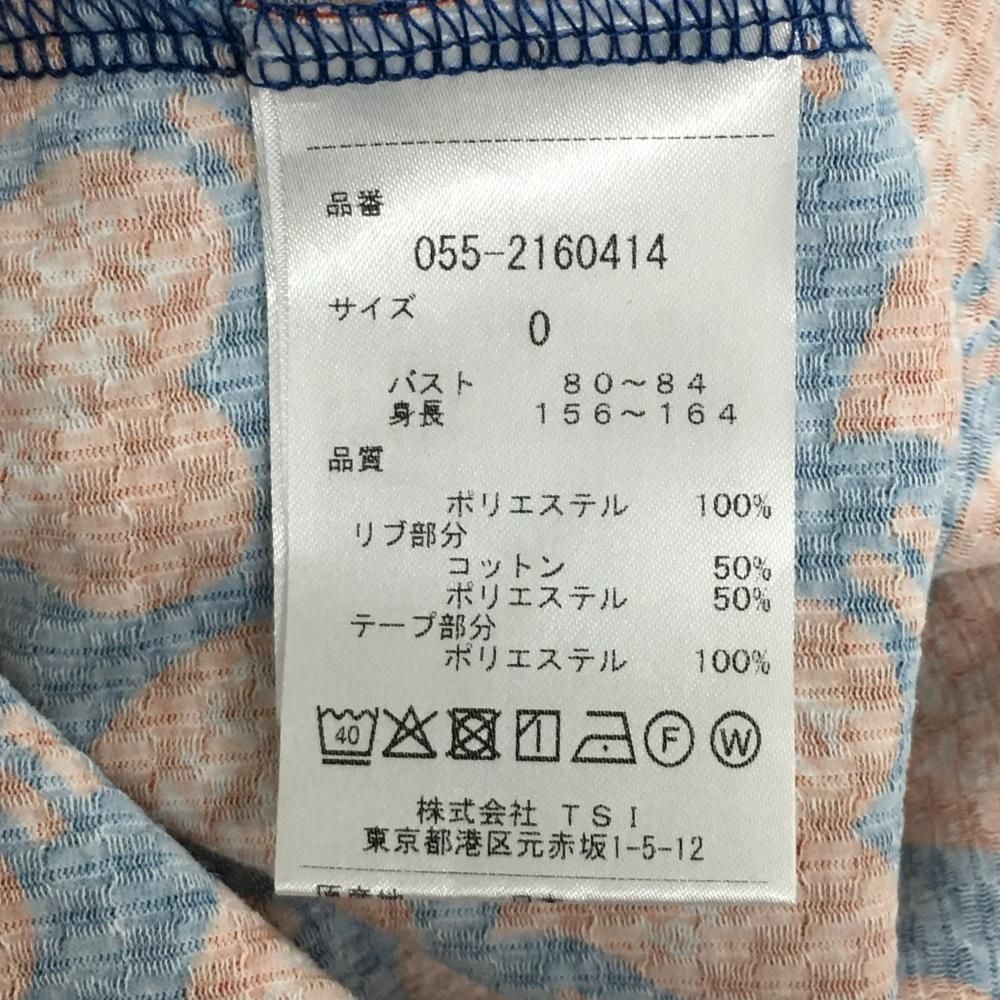 品番
055-2160414
サイズ
0
バスト 80～84
身長 156～164
品質
ポリエステル 100%
リブ部分
コットン 50%
ポリエステル 50%
テープ部分
ポリエステル 100%
40 F W
株式会社 TSI
東京都港区元赤坂1-5-12